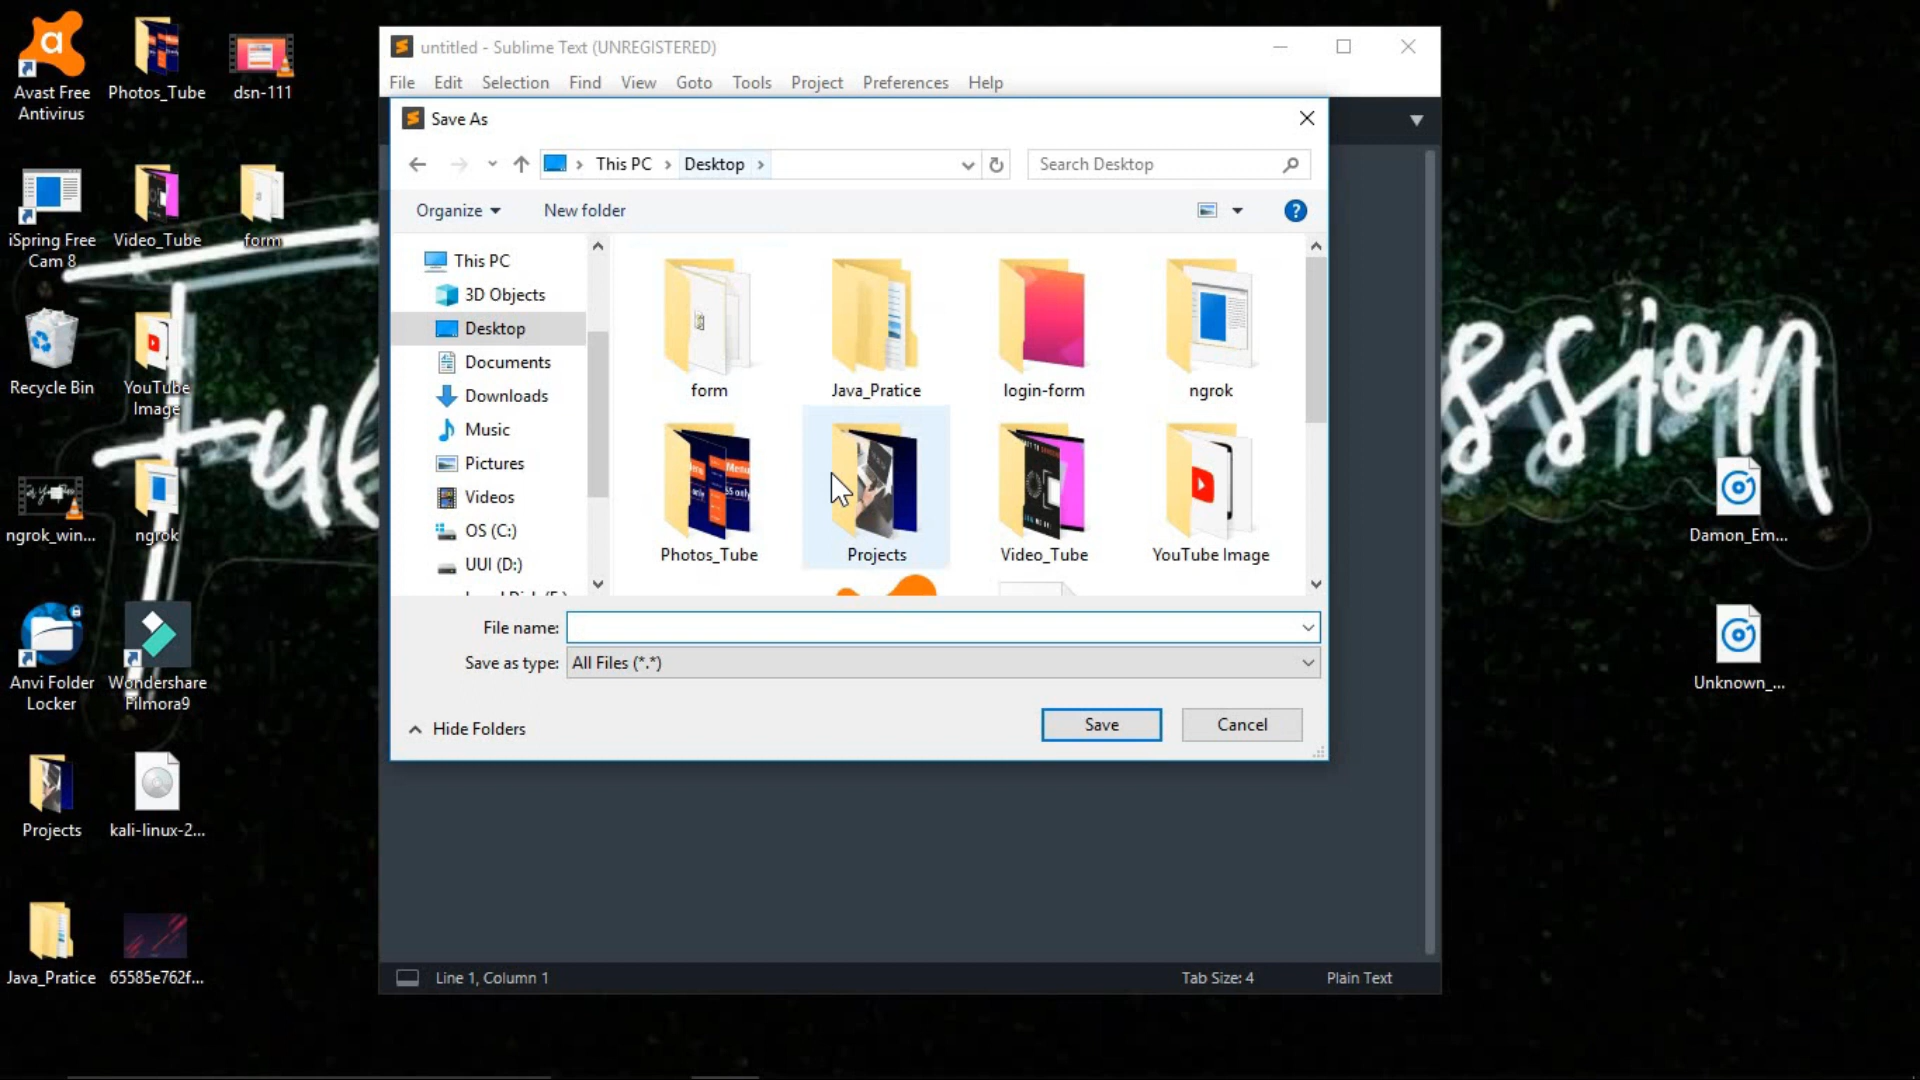 Avast Free
Antivirus
Photos_Tube
dsn-111
iSpring Free
Cam 8
Video_Tube
form
Recycle Bin
YouTube
Image
ngrok_win...
ngrok
Anvi Folder
Locker
Wondershare
Filmora9
Projects
kali-linux-2...
Java_Pratice
65585e762f...
untitled - Sublime Text (UNREGISTERED)
File Edit Selection Find View Goto Tools Project Preferences Help
Save As
This PC > Desktop >
Search Desktop
Organize
New folder
This PC
3D Objects
Desktop
Documents
Downloads
Music
Pictures
Videos
OS (C:)
UUI (D:)
form
Java_Pratice
login-form
ngrok
Photos_Tube
Projects
Video_Tube
YouTube Image
File name:
Save as type: All Files (*.*)
Hide Folders
Save
Cancel
Line 1, Column 1
Tab Size: 4
Plain Text
Damon_Em...
Unknown_...